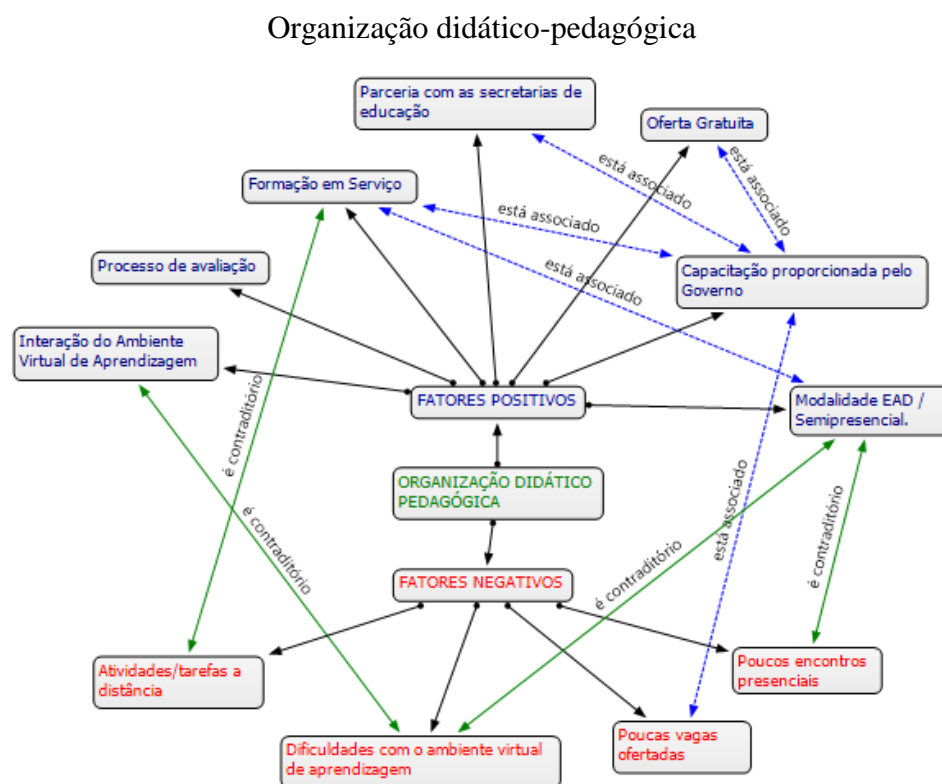 Organização didático-pedagógica
Parceria com as secretarias de
educação
Oferta Gratuita
está associado
está associado
Formação em Serviço
está associado
Processo de avaliação
está associado
Capacitação proporcionada pelo
Governo
Interação do Ambiente
Virtual de Aprendizagem
FATORES POSITIVOS
Modalidade EAD /
Semipresencial.
é contraditório
ORGANIZAÇÃO DIDÁTICO
PEDAGÓGICA
está associado
é contraditório
é contraditório
é contraditório
FATORES NEGATIVOS
Atividades/tarefas a
distância
Poucos encontros
presenciais
Dificuldades com o ambiente virtual
de aprendizagem
Poucas vagas
ofertadas